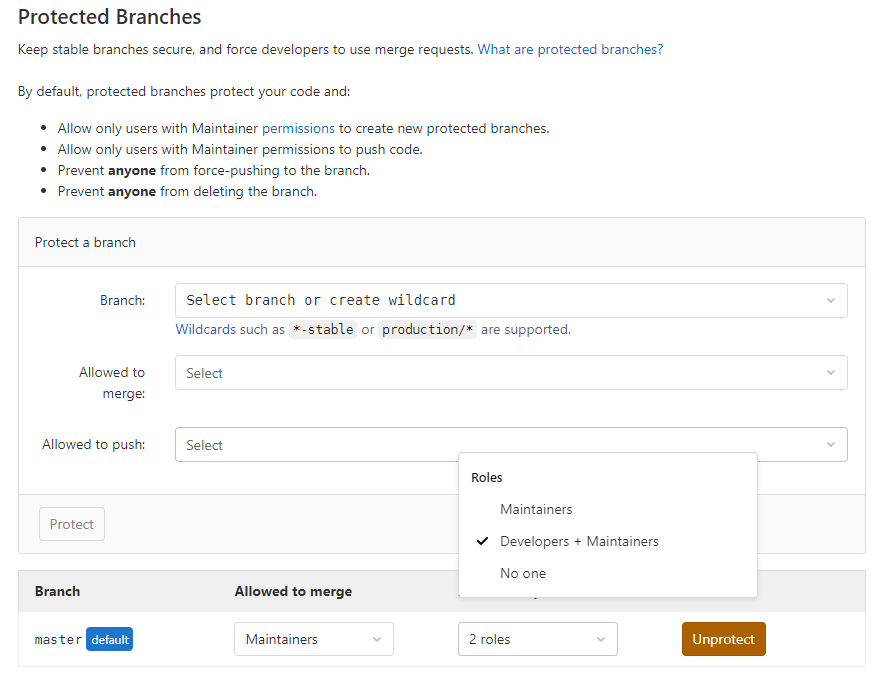 Protected Branches
Keep stable branches secure, and force developers to use merge requests. What are protected branches?
By default, protected branches protect your code and:
Allow only users with Maintainer permissions to create new protected branches.
Allow only users with Maintainer permissions to push code.
Prevent anyone from force-pushing to the branch.
Prevent anyone from deleting the branch.
Protect a branch
Branch:
Select branch or create wildcard
Wildcards such as *-stable or production/* are supported.
Allowed to
merge:
Select
Allowed to push:
Select
Roles
Maintainers
Developers + Maintainers
No one
Protect
Branch Allowed to merge
master default Maintainers 2 roles Unprotect